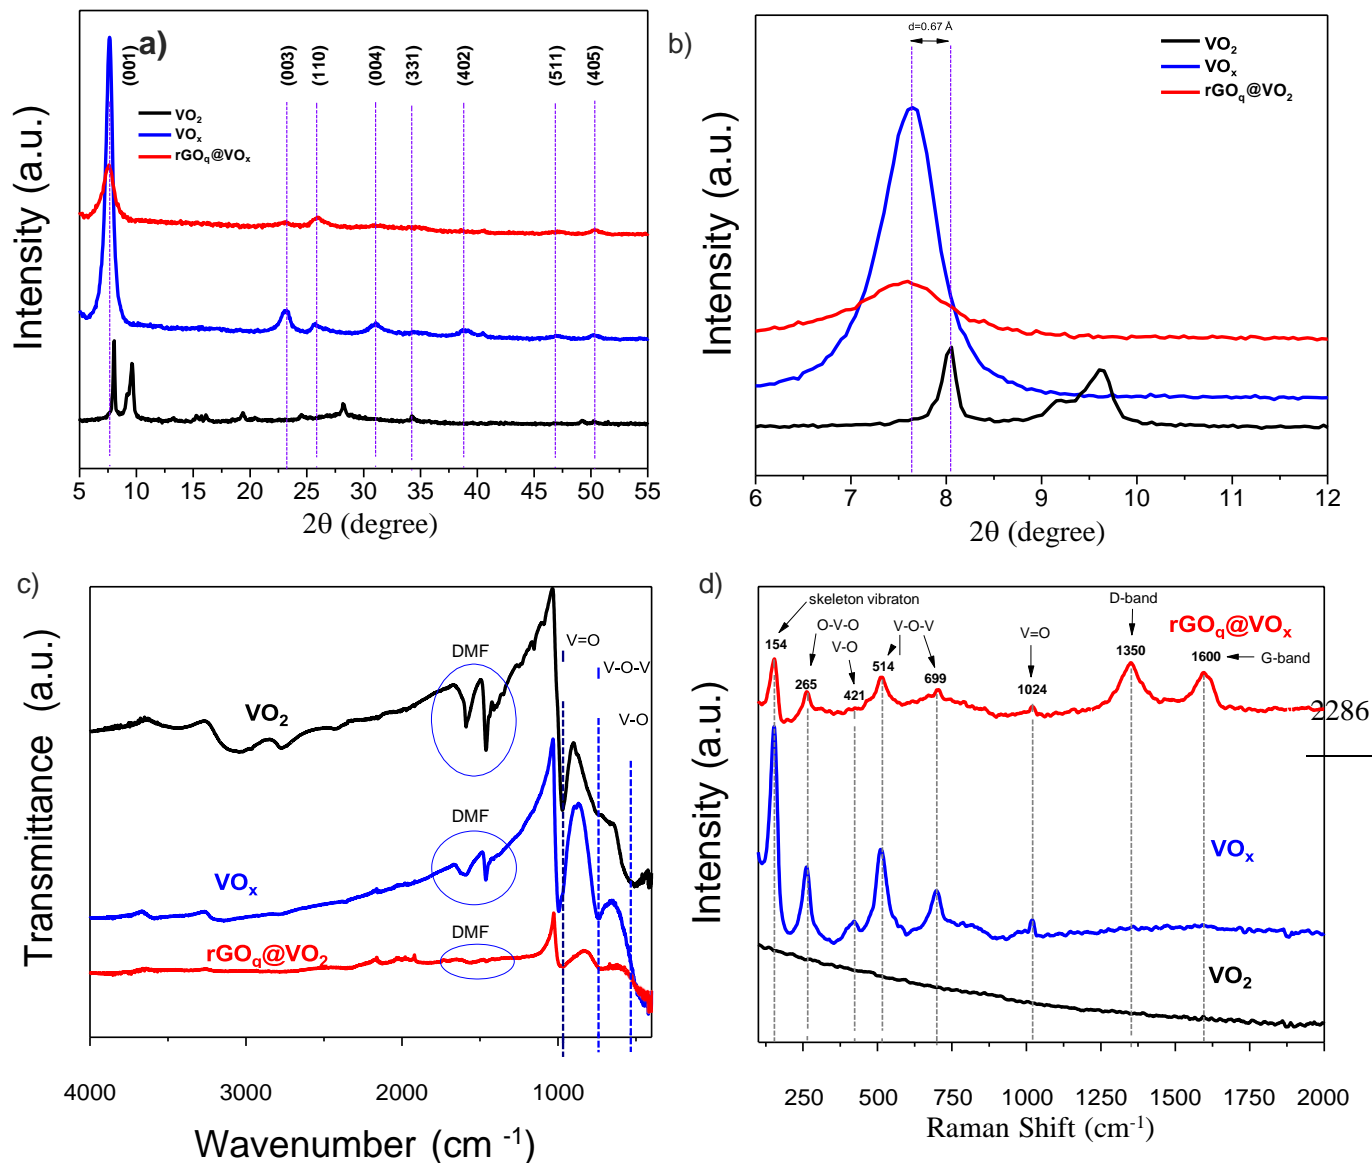 a)
(001)
(003)
(110)
(004)
(331)
(402)
(511)
(405)
VO2
VOx
rGOq@VOx
Intensity (a.u.)
5 10 15 20 25 30 35 40 45 50 55
2θ (degree)
b)
d=0.67 Å
VO2
VOx
rGOq@VO2
Intensity (a.u.)
6 7 8 9 10 11 12
2θ (degree)
c)
V=O
V-O-V
V-O
DMF
VO2
DMF
VOx
DMF
rGOq@VO2
Transmittance (a.u.)
4000 3000 2000 1000
Wavenumber (cm -1)
d)
skeleton vibraton
D-band
O-V-O
V-O-V
V=O
rGOq@VOx
V-O
154
265
421
514
699
1024
1350
1600
G-band
2286
VOx
VO2
Intensity (a.u.)
250 500 750 1000 1250 1500 1750 2000
Raman Shift (cm-1)